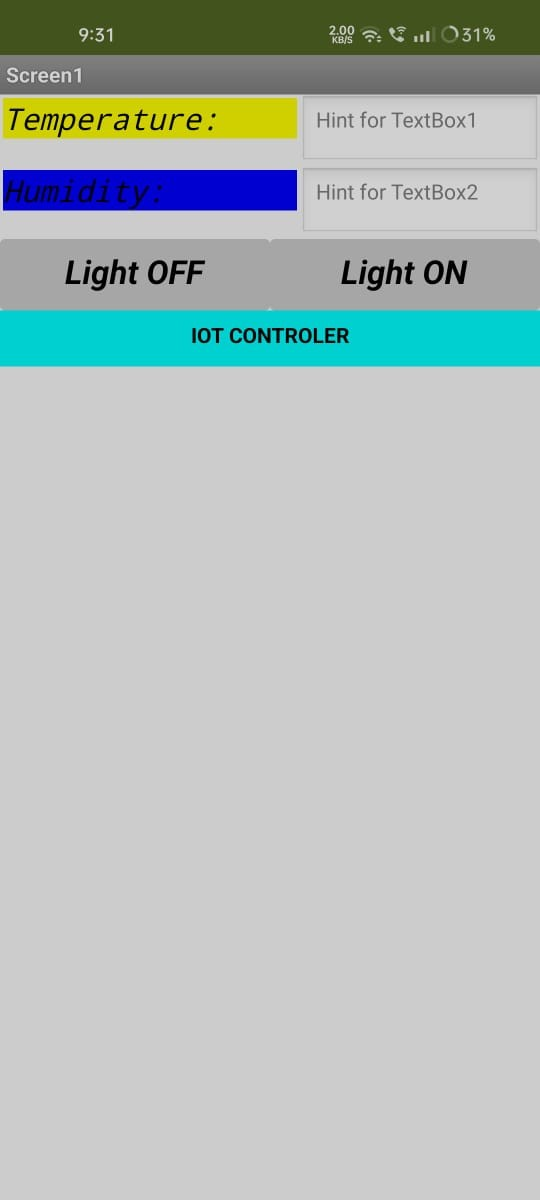 9:31 2.00 KB/S 31%
Screen1
Temperature: Hint for TextBox1
Humidity: Hint for TextBox2
Light OFF Light ON
IOT CONTROLER